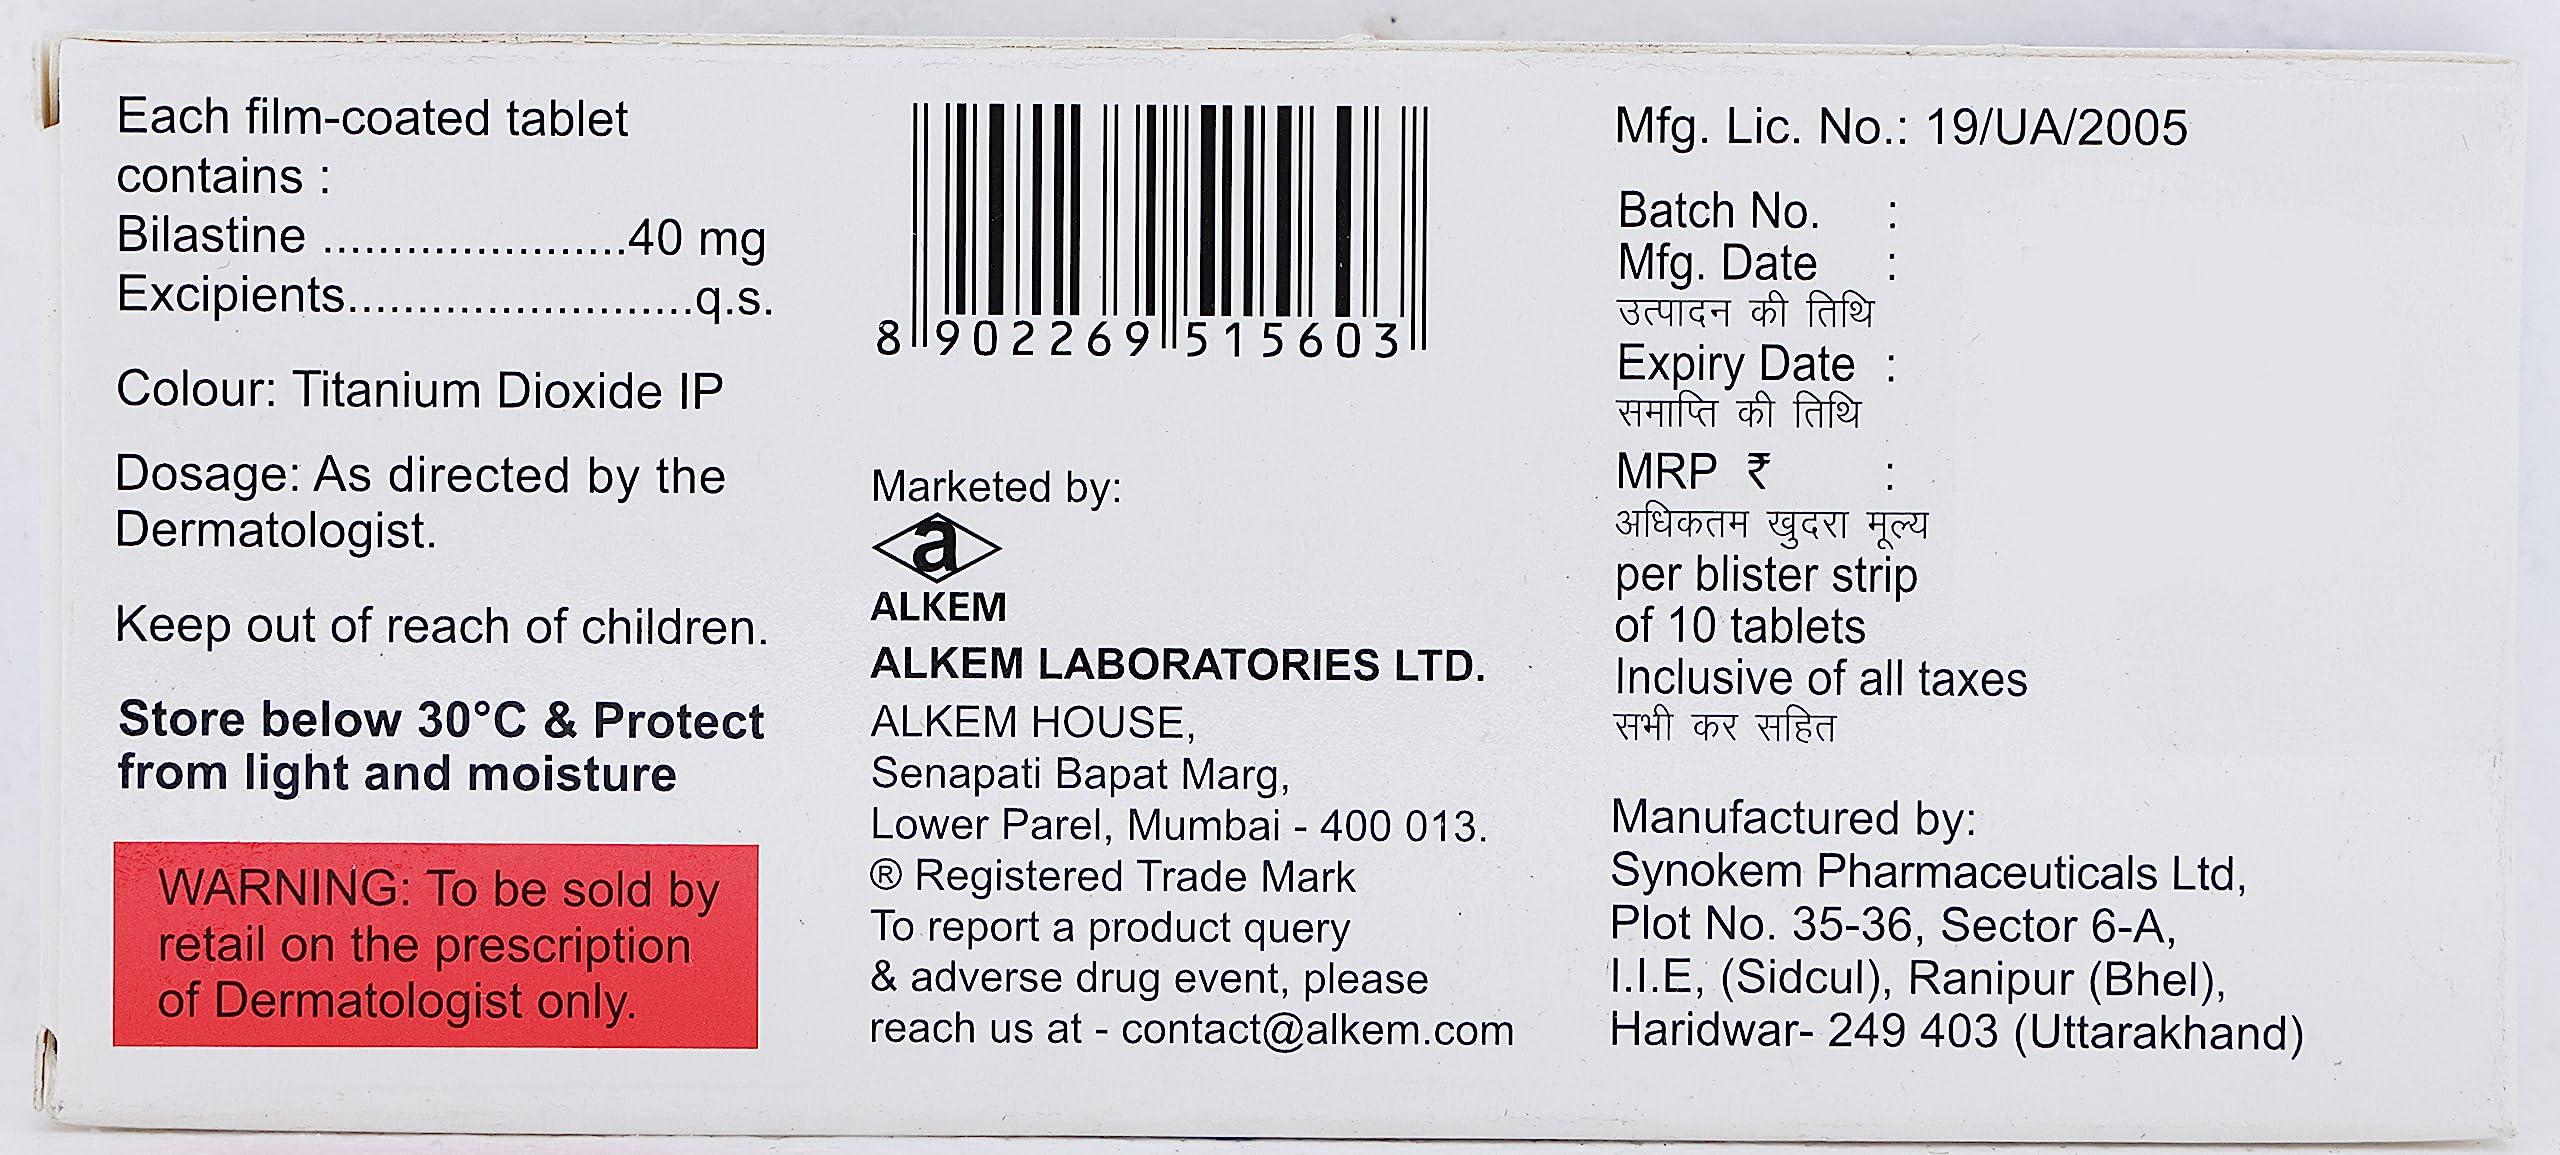 Each film-coated tablet
contains :
Bilastine ......................40 mg
Excipients.........................q.s.
Colour: Titanium Dioxide IP
Dosage: As directed by the
Dermatologist.
Keep out of reach of children.
Store below 30°C & Protect
from light and moisture
WARNING: To be sold by
retail on the prescription
of Dermatologist only.
8 902269 515603
Marketed by:
a
ALKEM
ALKEM LABORATORIES LTD.
ALKEM HOUSE,
Senapati Bapat Marg,
Lower Parel, Mumbai - 400 013.
® Registered Trade Mark
To report a product query
& adverse drug event, please
reach us at - contact@alkem.com
Mfg. Lic. No.: 19/UA/2005
Batch No. :
Mfg. Date :
उत्पादन की तिथि
Expiry Date :
समाप्ति की तिथि
MRP ₹ :
अधिकतम खुदरा मूल्य
per blister strip
of 10 tablets
Inclusive of all taxes
सभी कर सहित
Manufactured by:
Synokem Pharmaceuticals Ltd,
Plot No. 35-36, Sector 6-A,
I.I.E, (Sidcul), Ranipur (Bhel),
Haridwar- 249 403 (Uttarakhand)